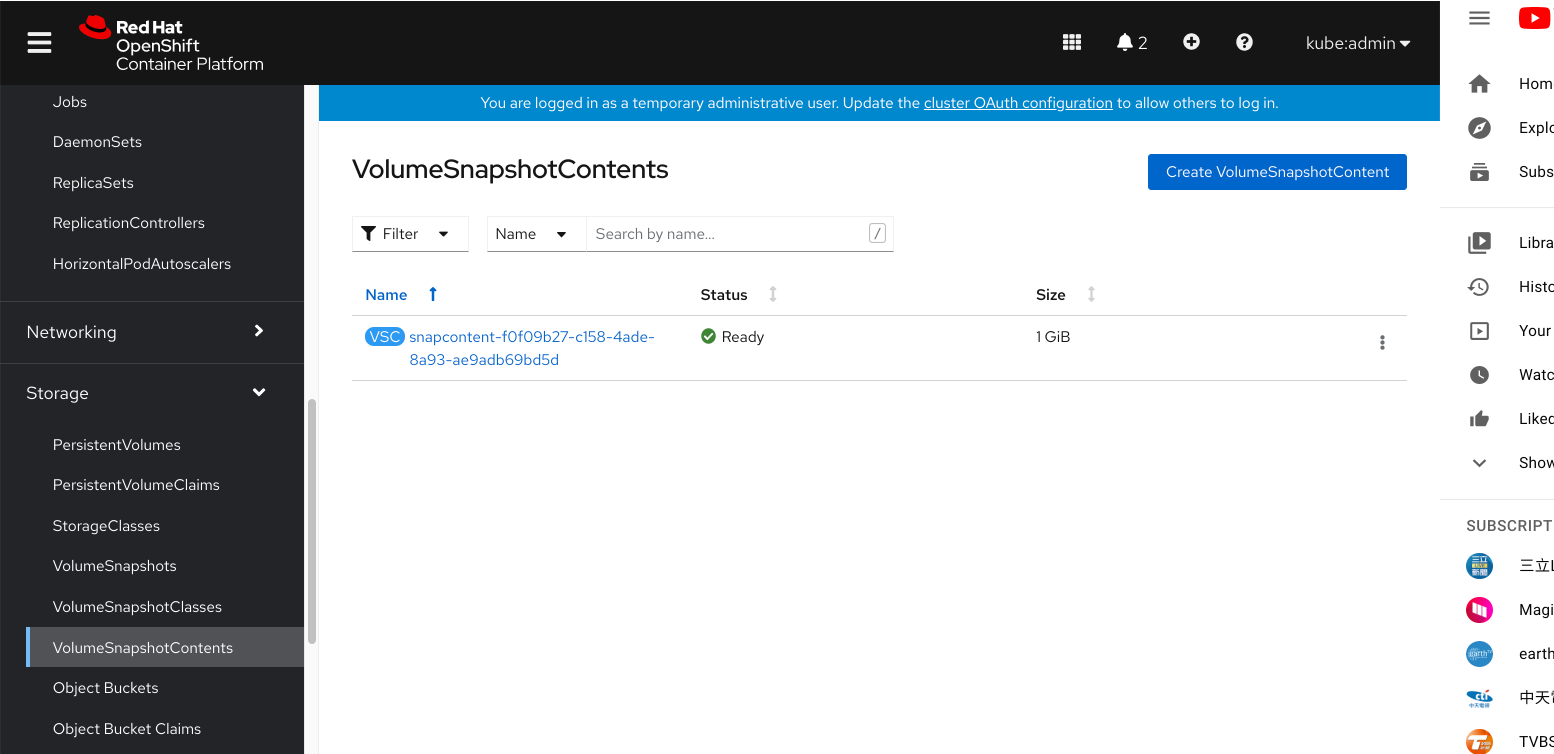 Red Hat
OpenShift
Container Platform
2
kube:admin
Jobs
DaemonSets
ReplicaSets
ReplicationControllers
HorizontalPodAutoscalers
Networking
Storage
PersistentVolumes
PersistentVolumeClaims
StorageClasses
VolumeSnapshots
VolumeSnapshotClasses
VolumeSnapshotContents
Object Buckets
Object Bucket Claims
You are logged in as a temporary administrative user. Update the cluster OAuth configuration to allow others to log in.
VolumeSnapshotContents
Create VolumeSnapshotContent
Filter
Name
Search by name...
/
Name
Status
Size
VSC snapcontent-f0f09b27-c158-4ade-
8a93-ae9adb69bd5d
Ready
1 GiB
Hom
Explo
Subs
Libra
Histo
Your
Watc
Liked
Show
SUBSCRIPT
三立
Magi
earth
中天
TVBS